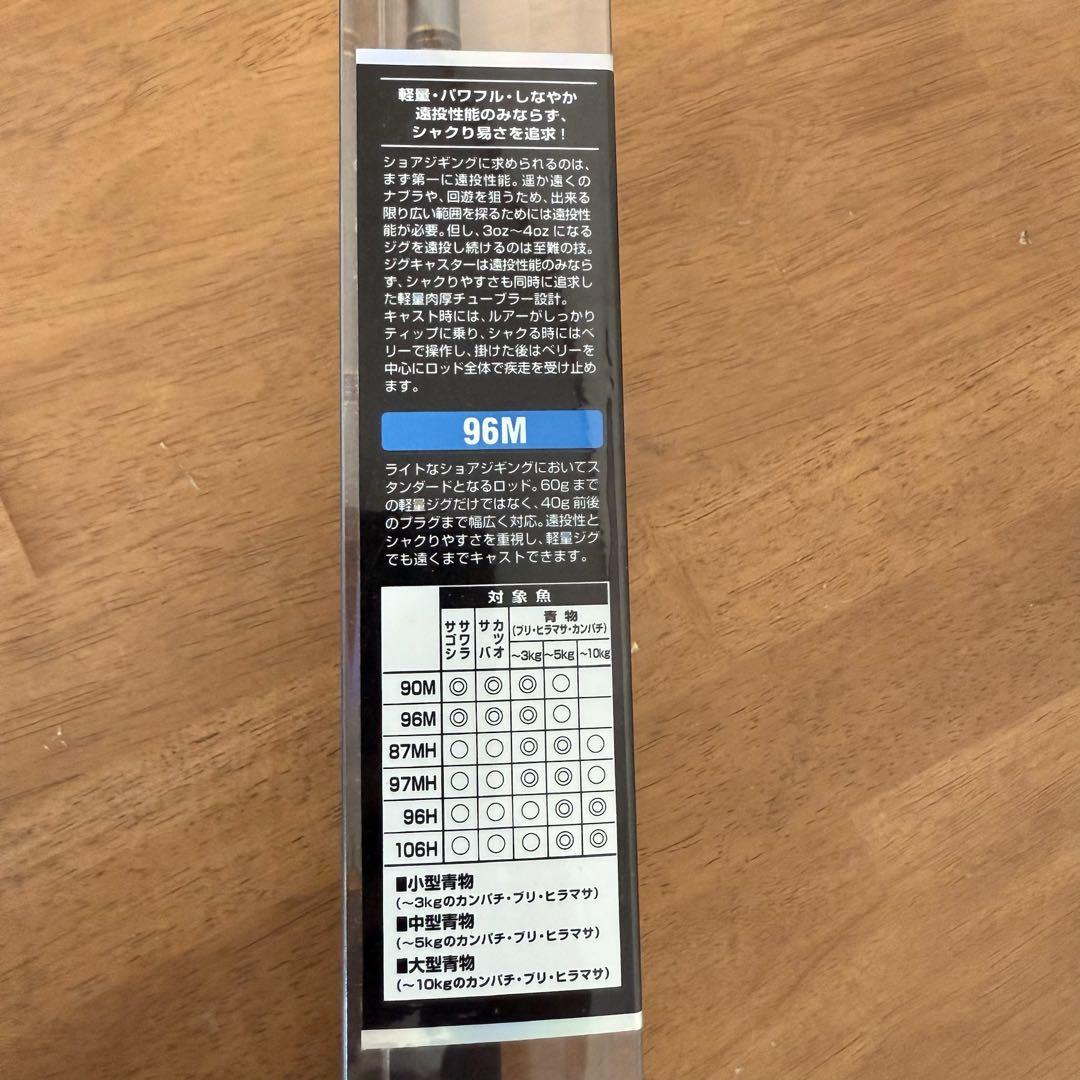 軽量・パワフル・しなやか
遠投性能のみならず、
シャクり易さを追求！
ショアジギングに求められるのは、
まず第一に遠投性能。遥か遠くの
ナブラや、回遊を狙うため、出来る
限り広い範囲を探るためには遠投性
能が必要。但し、3oz〜4ozになる
ジグを遠投し続けるのは至難の技。
ジグキャスターは遠投性能のみなら
ず、シャクりやすさも同時に追求し
た軽量肉厚チューブラー設計。
キャスト時には、ルアーがしっかり
ティップに乗り、シャクる時にはベ
リーで操作し、掛けた後はベリーを
中心にロッド全体で疾走を受け止め
ます。
96M
ライトなショアジギングにおいてス
タンダードとなるロッド。60gまで
の軽量ジグだけではなく、40g前後
のプラグまで幅広く対応。遠投性と
シャクりやすさを重視し、軽量ジグ
でも遠くまでキャストできます。
対象魚
サワラ サゴシ カツオ サバ 青物
(ブリ・ヒラマサ・カンパチ)
〜3kg 〜5kg 〜10kg
90M ◎ ◎ ◎ ○
96M ◎ ◎ ◎ ○
87MH ○ ○ ◎ ◎ ○
97MH ○ ○ ◎ ◎ ○
96H ○ ○ ○ ◎ ◎
106H ○ ○ ○ ◎ ◎
■小型青物
(〜3kgのカンパチ・ブリ・ヒラマサ)
■中型青物
(〜5kgのカンパチ・ブリ・ヒラマサ)
■大型青物
(〜10kgのカンパチ・ブリ・ヒラマサ)